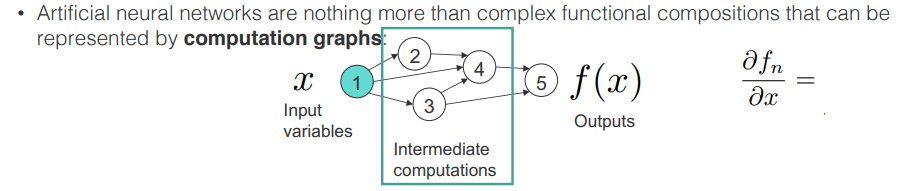 • Artificial neural networks are nothing more than complex functional compositions that can be
represented by computation graphs:
x
Input
variables
1
2
3
4
5
Intermediate
computations
f(x)
Outputs
∂fₙ/∂x =